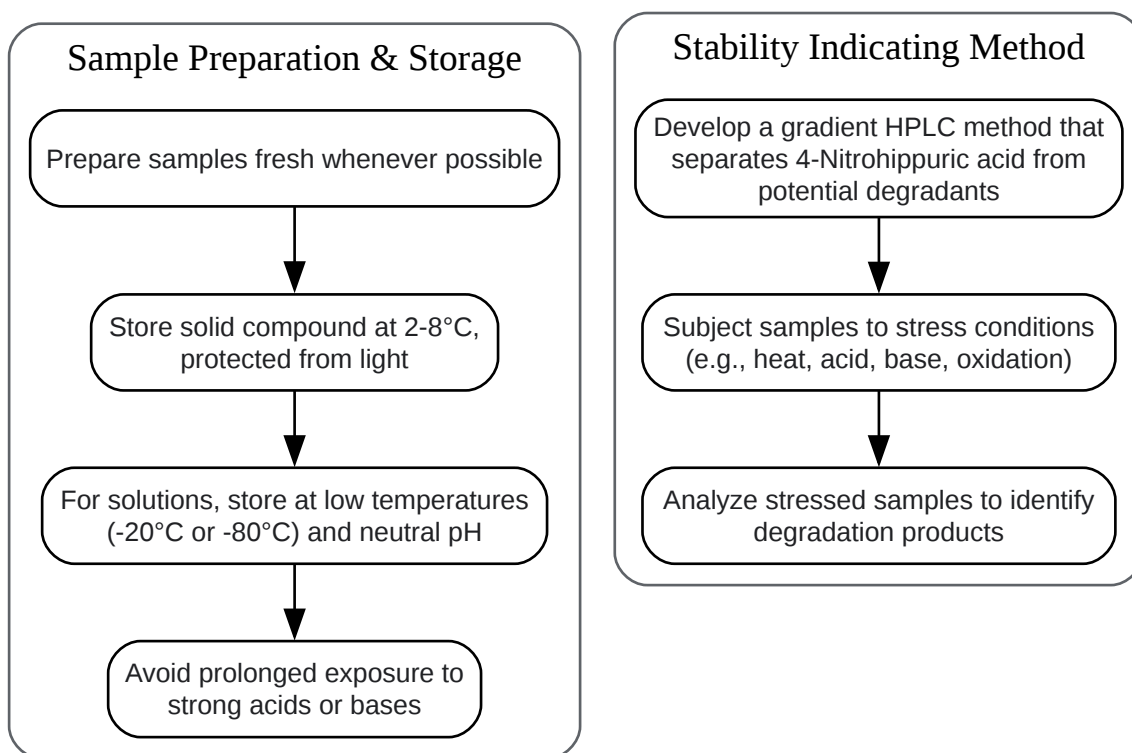 Sample Preparation & Storage
Prepare samples fresh whenever possible
Store solid compound at 2-8°C,
protected from light
For solutions, store at low temperatures
(-20°C or -80°C) and neutral pH
Avoid prolonged exposure to
strong acids or bases
Stability Indicating Method
Develop a gradient HPLC method that
separates 4-Nitrohippuric acid from
potential degradants
Subject samples to stress conditions
(e.g., heat, acid, base, oxidation)
Analyze stressed samples to identify
degradation products